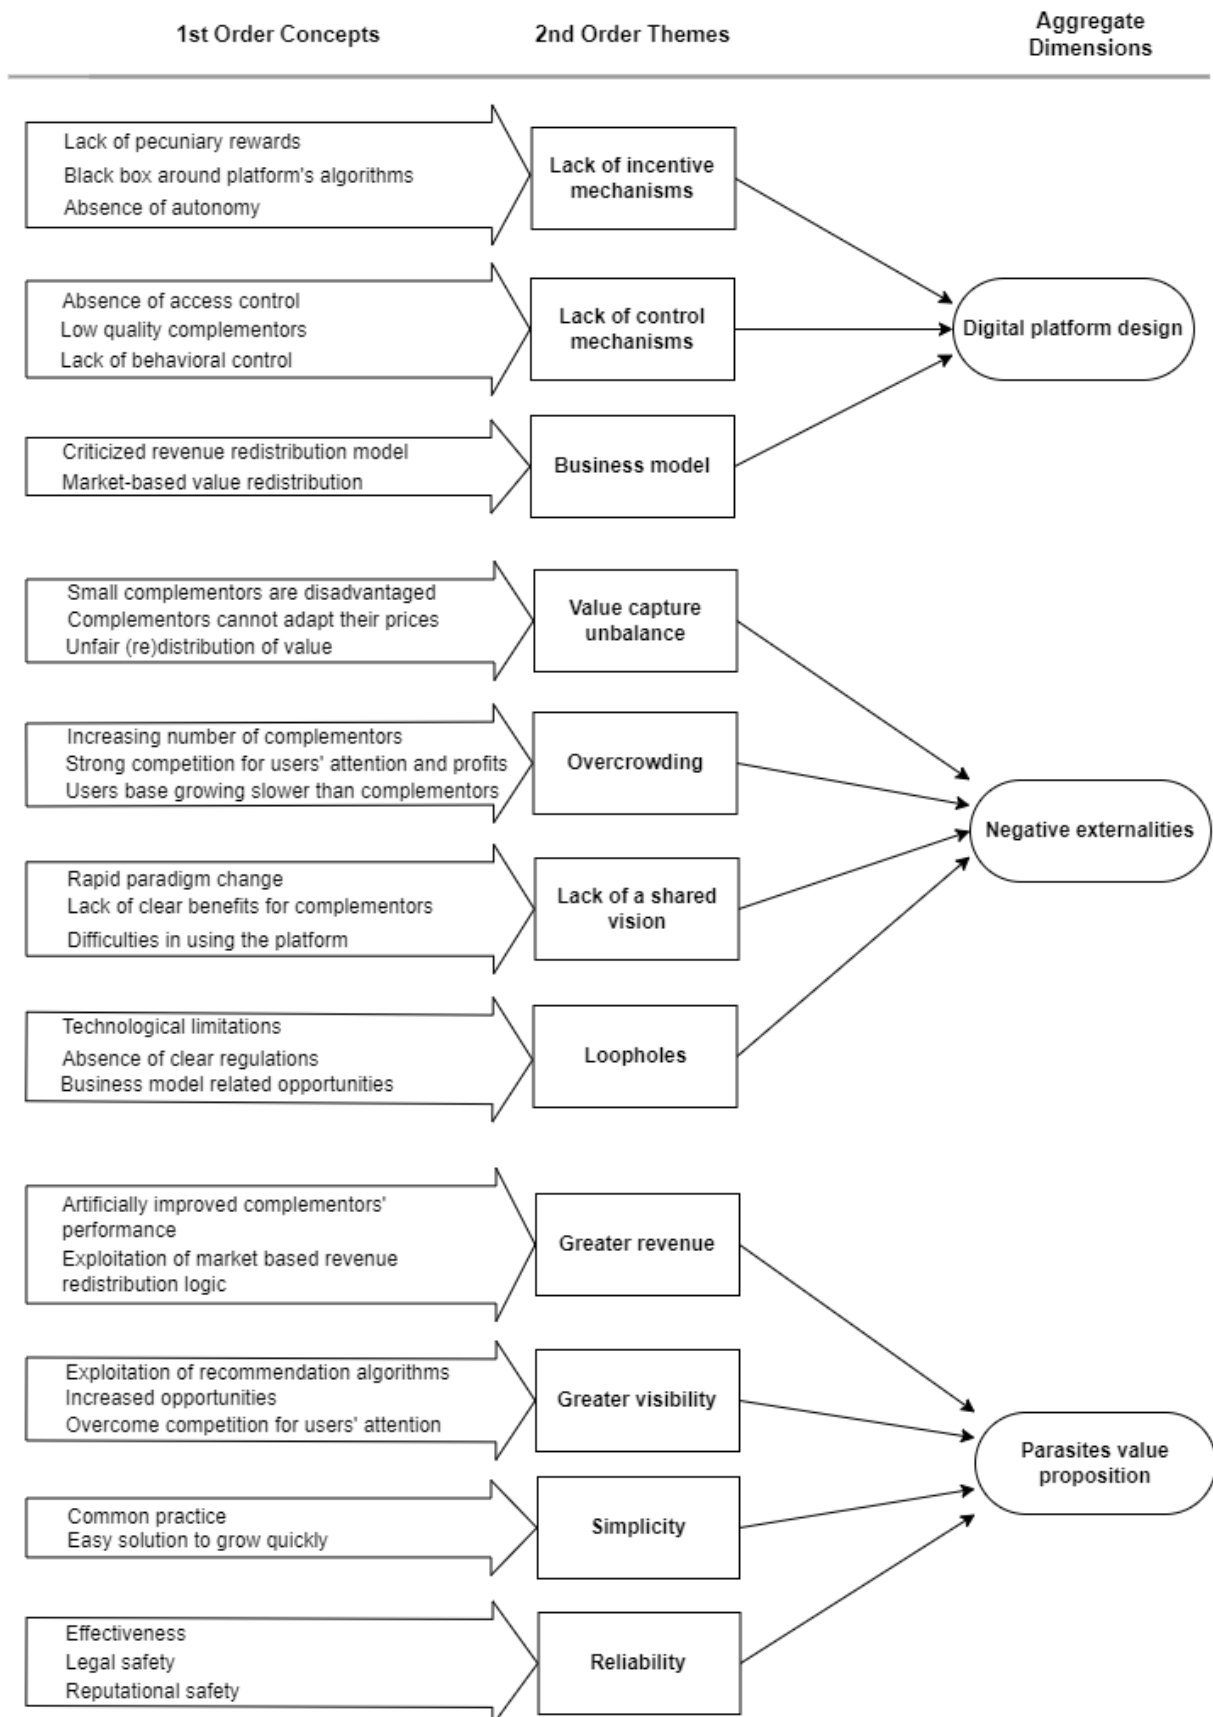 1st Order Concepts
2nd Order Themes
Aggregate
Dimensions
Lack of pecuniary rewards
Black box around platform's algorithms
Absence of autonomy
Lack of incentive
mechanisms
Absence of access control
Low quality complementors
Lack of behavioral control
Lack of control
mechanisms
Digital platform design
Criticized revenue redistribution model
Market-based value redistribution
Business model
Small complementors are disadvantaged
Complementors cannot adapt their prices
Unfair (re)distribution of value
Value capture
unbalance
Increasing number of complementors
Strong competition for users' attention and profits
Users base growing slower than complementors
Overcrowding
Negative externalities
Rapid paradigm change
Lack of clear benefits for complementors
Difficulties in using the platform
Lack of a shared
vision
Technological limitations
Absence of clear regulations
Business model related opportunities
Loopholes
Artificially improved complementors'
performance
Exploitation of market based revenue
redistribution logic
Greater revenue
Exploitation of recommendation algorithms
Increased opportunities
Overcome competition for users' attention
Greater visibility
Parasites value
proposition
Common practice
Easy solution to grow quickly
Simplicity
Effectiveness
Legal safety
Reputational safety
Reliability